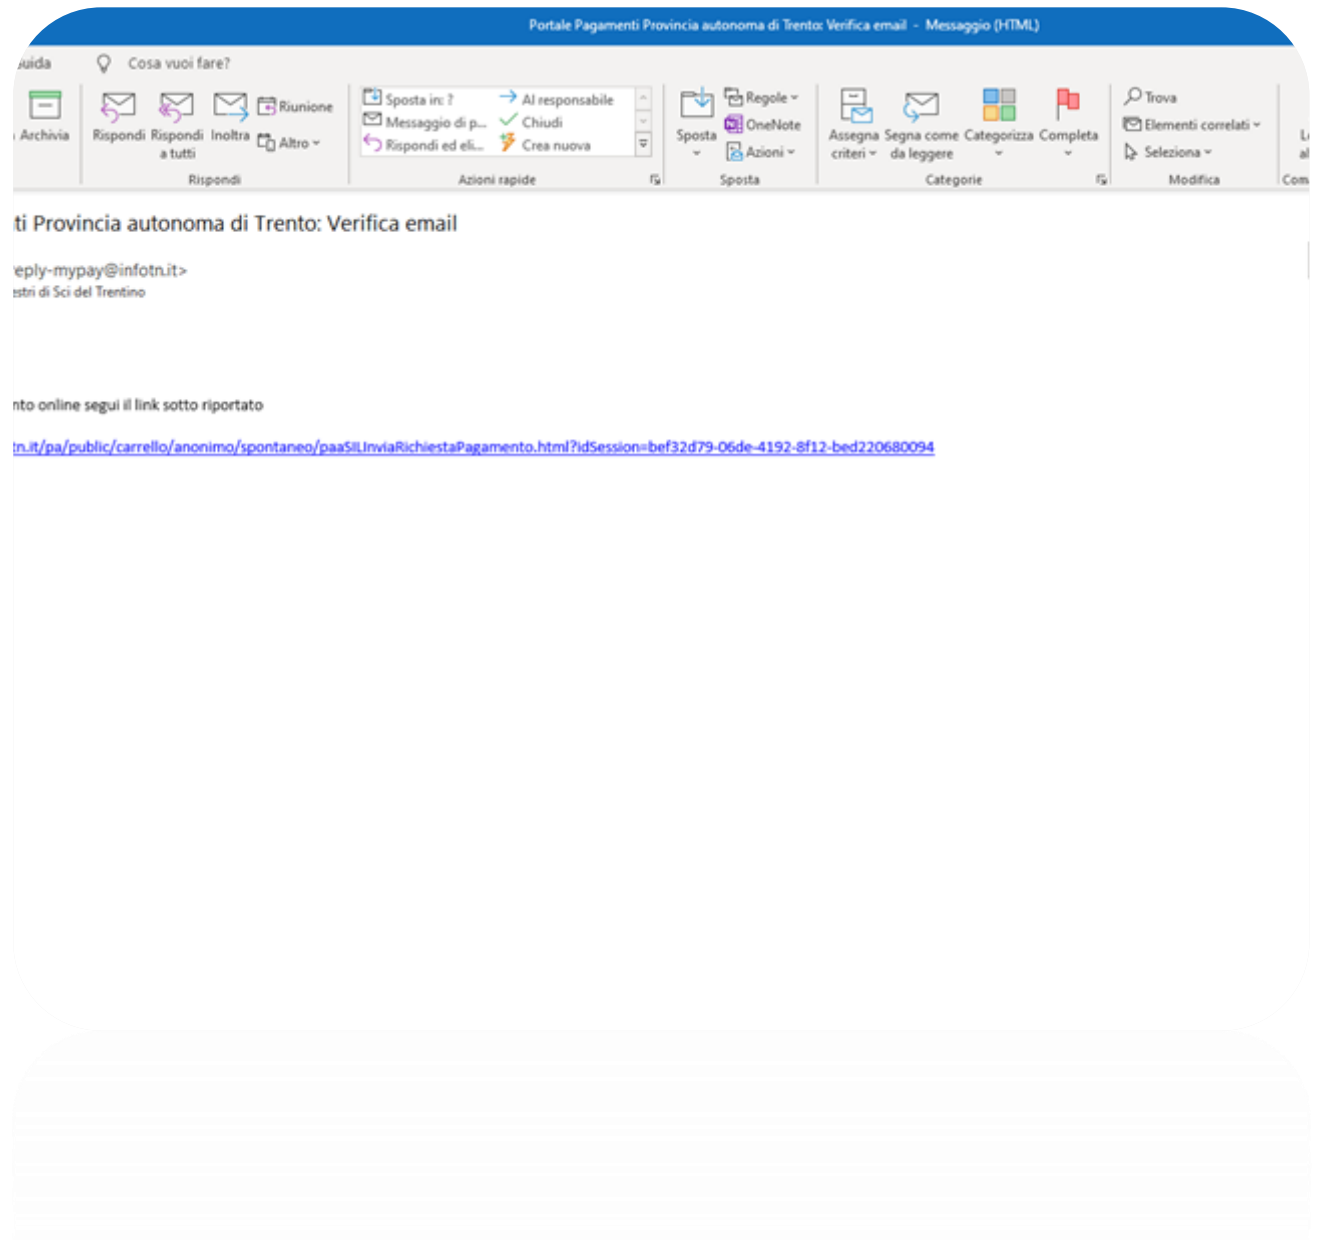 Portale Pagamenti Provincia autonoma di Trento: Verifica email - Messaggio (HTML)
uida Cosa vuoi fare?
Archivia
Rispondi
Rispondi a tutti
Inoltra
Riunione
Altro
Rispondi
Sposta in: ?
Al responsabile
Messaggio di p...
Chiudi
Rispondi ed eli...
Crea nuova
Azioni rapide
Sposta
Regole
OneNote
Azioni
Sposta
Assegna criteri
Segna come da leggere
Categorizza
Completa
Categorie
Trova
Elementi correlati
Seleziona
Modifica
L
al
Com
ti Provincia autonoma di Trento: Verifica email
eply-mypay@infotn.it>
estri di Sci del Trentino
nto online segui il link sotto riportato
tn.it/pa/public/carrello/anonimo/spontaneo/paaSILInviaRichiestaPagamento.html?idSession=bef32d79-06de-4192-8f12-bed220680094